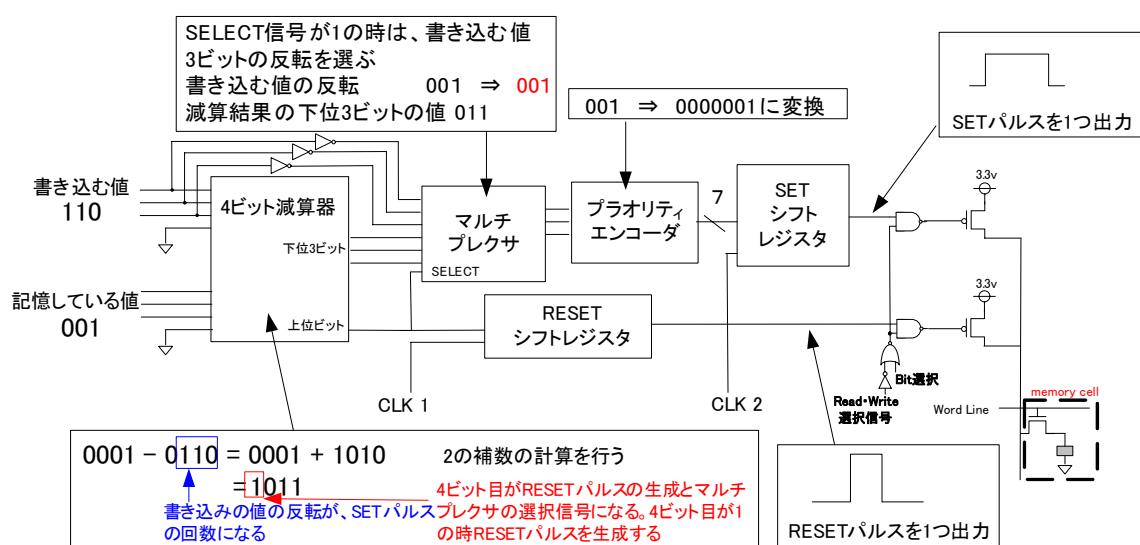 SELECT信号が1の時は、書き込む値
3ビットの反転を選ぶ
書き込む値の反転 001 ⇒ 001
減算結果の下位3ビットの値 011
001 ⇒ 0000001に変換
SETパルスを1つ出力
書き込む値
110
4ビット減算器
下位3ビット
上位ビット
マルチ
プレクサ
SELECT
プラオリティ
エンコーダ
7
SET
シフト
レジスタ
3.3v
記憶している値
001
RESET
シフトレジスタ
3.3v
CLK 1
CLK 2
Bit選択
Read・Write
選択信号
Word Line
memory cell
0001 − 0110 = 0001 + 1010 2の補数の計算を行う
=1011
書き込みの値の反転が、SETパルス
の回数になる
4ビット目がRESETパルスの生成とマルチ
プレクサの選択信号になる。4ビット目が1
の時RESETパルスを生成する
RESETパルスを1つ出力